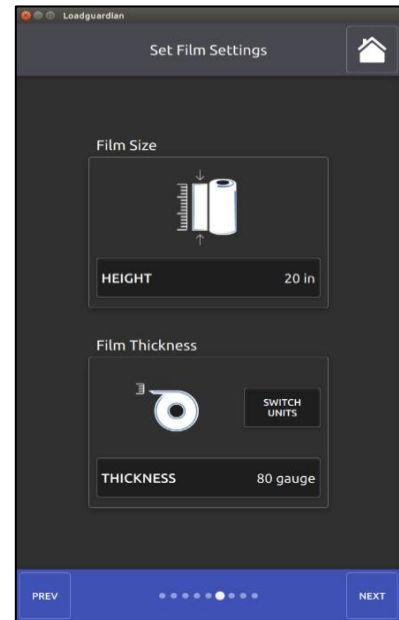 Loadguardian
Set Film Settings
Film Size
HEIGHT 20 in
Film Thickness
SWITCH
UNITS
THICKNESS 80 gauge
PREV NEXT